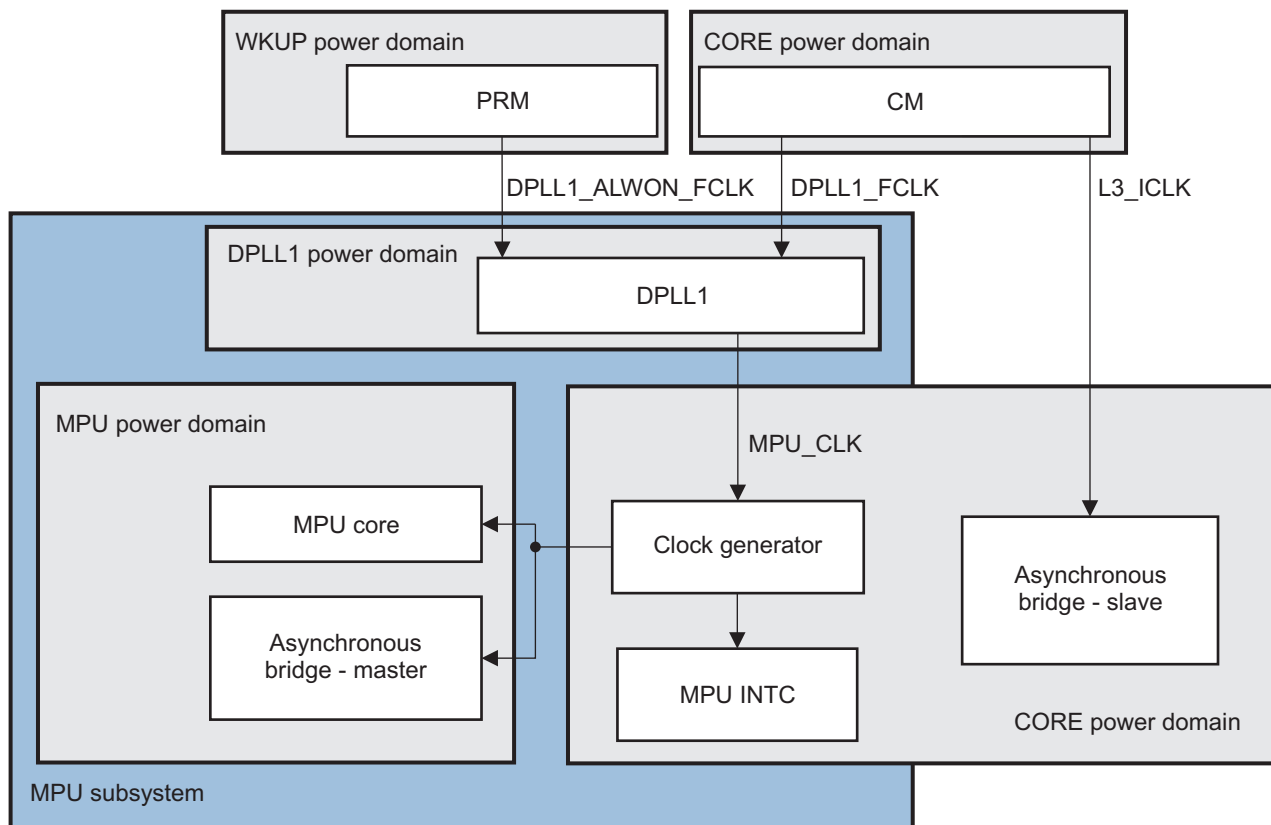 WKUP power domain
PRM
CORE power domain
CM
DPLL1_ALWON_FCLK
DPLL1_FCLK
L3_ICLK
DPLL1 power domain
DPLL1
MPU power domain
MPU_CLK
MPU core
Clock generator
Asynchronous
bridge - slave
Asynchronous
bridge - master
MPU INTC
CORE power domain
MPU subsystem